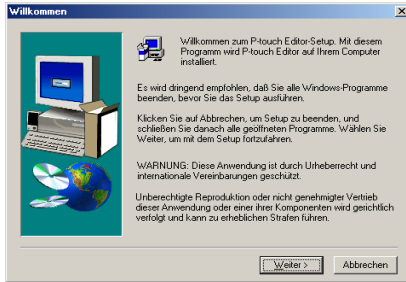 Willkommen
Willkommen zum P-touch Editor-Setup. Mit diesem
Programm wird P-touch Editor auf Ihrem Computer
installiert.
Es wird dringend empfohlen, daß Sie alle Windows-Programme
beenden, bevor Sie das Setup ausführen.
Klicken Sie auf Abbrechen, um Setup zu beenden, und
schließen Sie danach alle geöffneten Programme. Wählen Sie
Weiter, um mit dem Setup fortzufahren.
WARNUNG: Diese Anwendung ist durch Urheberrecht und
internationale Vereinbarungen geschützt.
Unberechtigte Reproduktion oder nicht genehmigter Vertrieb
dieser Anwendung oder einer ihrer Komponenten wird gerichtlich
verfolgt und kann zu erheblichen Strafen führen.
Weiter > Abbrechen